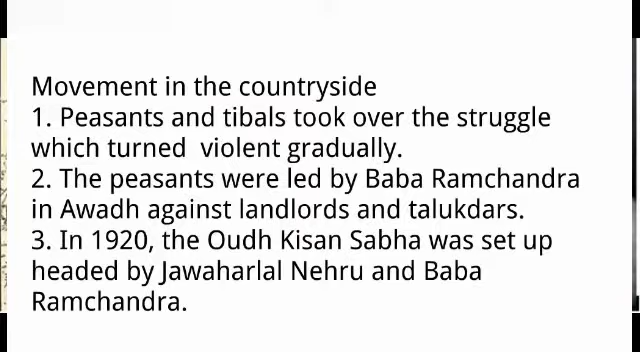 Movement in the countryside
1. Peasants and tibals took over the struggle
which turned  violent gradually.
2. The peasants were led by Baba Ramchandra
in Awadh against landlords and talukdars.
3. In 1920, the Oudh Kisan Sabha was set up
headed by Jawaharlal Nehru and Baba
Ramchandra.